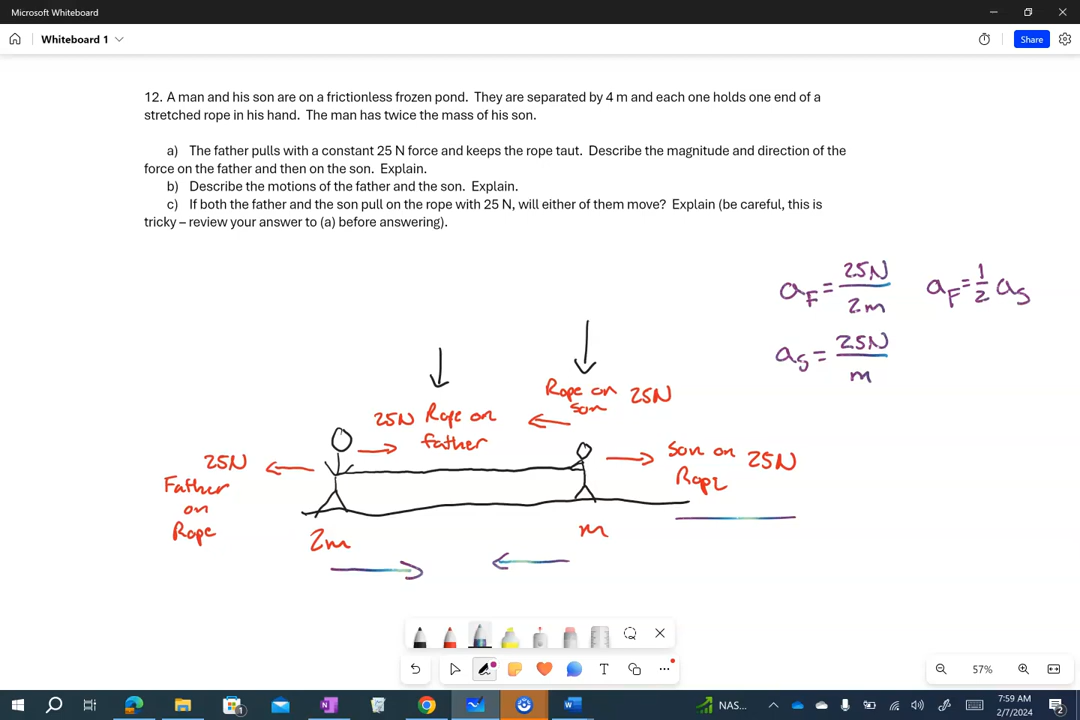 Microsoft Whiteboard
Whiteboard 1
Share
12. A man and his son are on a frictionless frozen pond. They are separated by 4 m and each one holds one end of a
stretched rope in his hand. The man has twice the mass of his son.
a) The father pulls with a constant 25 N force and keeps the rope taut. Describe the magnitude and direction of the
force on the father and then on the son. Explain.
b) Describe the motions of the father and the son. Explain.
c) If both the father and the son pull on the rope with 25 N, will either of them move? Explain (be careful, this is
tricky – review your answer to (a) before answering).
aF = 25N / 2m
aF = 1/2 aS
aS = 25N / m
Rope on son 25N
25N Rope on
father
25N
Father
on
Rope
Son on 25N
Rope
2m
m
57%
NAS...
7:59 AM
2/7/2024